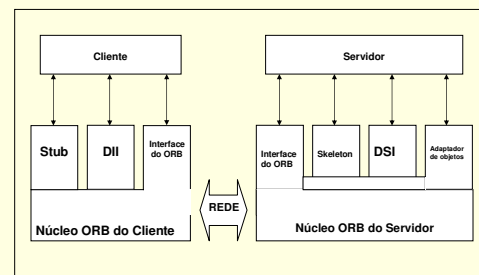 Cliente
Servidor
Stub
DII
Interface
do ORB
Interface
do ORB
Skeleton
DSI
Adaptador
de objetos
REDE
Núcleo ORB do Cliente
Núcleo ORB do Servidor